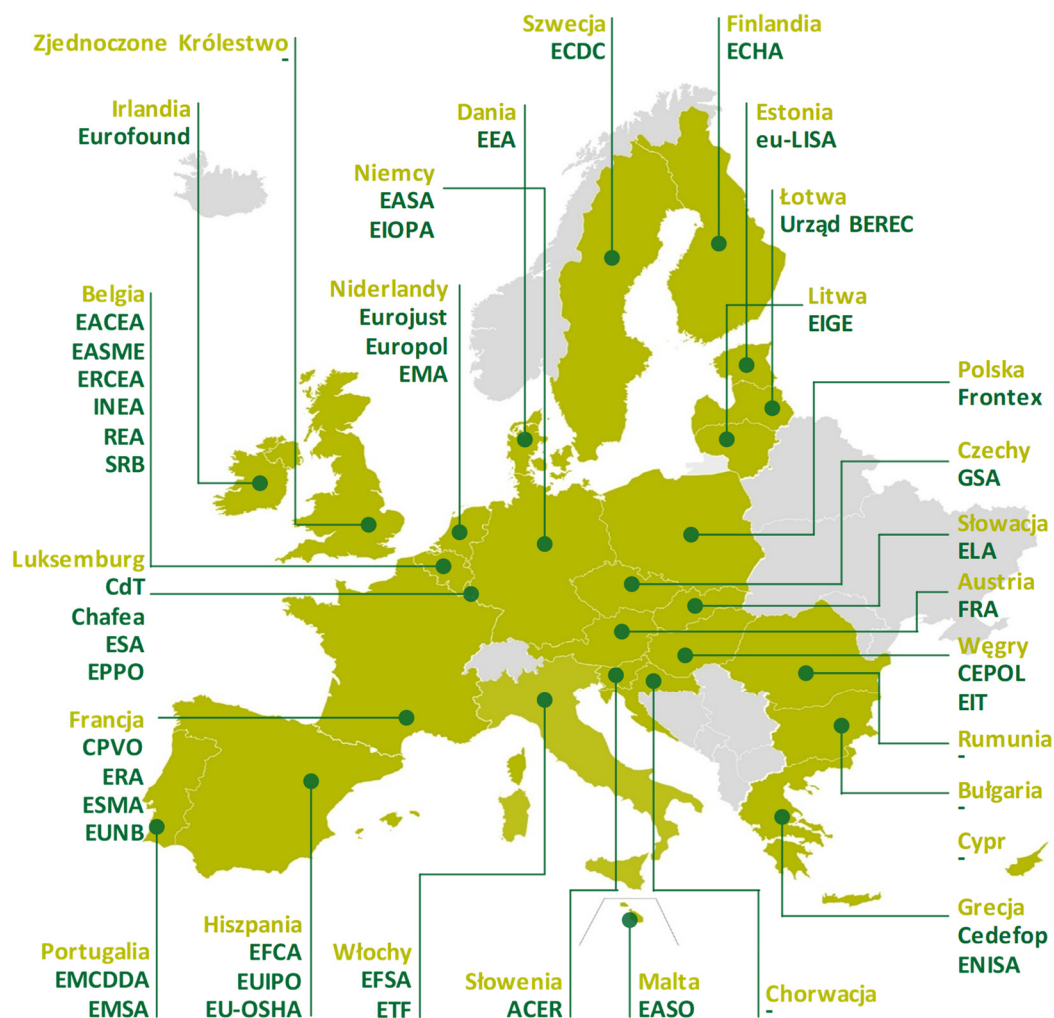 Zjednoczone Królestwo
-
Szwecja
ECDC
Finlandia
ECHA
Irlandia
Eurofound
Dania
EEA
Estonia
eu-LISA
Niemcy
EASA
EIOPA
Łotwa
Urząd BEREC
Belgia
EACEA
EASME
ERCEA
INEA
REA
SRB
Niderlandy
Eurojust
Europol
EMA
Litwa
EIGE
Polska
Frontex
Czechy
GSA
Słowacja
ELA
Luksemburg
CdT
Chafea
ESA
EPPO
Austria
FRA
Węgry
CEPOL
EIT
Francja
CPVO
ERA
ESMA
EUNB
Rumunia
-
Bułgaria
-
Cypr
-
Grecja
Cedefop
ENISA
Portugalia
EMCDDA
EMSA
Hiszpania
EFCA
EUIPO
EU-OSHA
Włochy
EFSA
ETF
Słowenia
ACER
Malta
EASO
Chorwacja
-